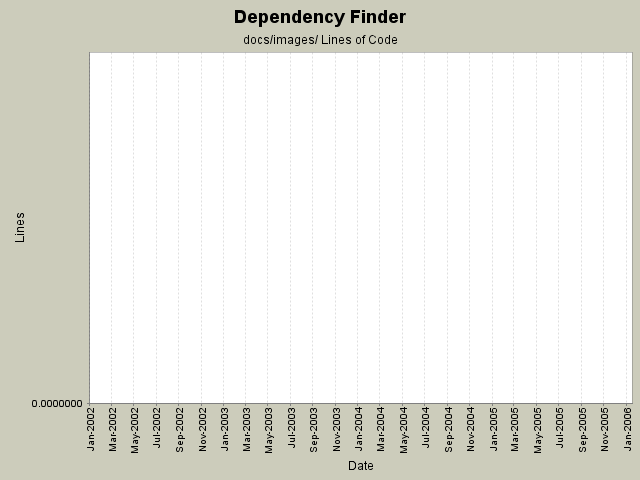 Dependency Finder
docs/images/ Lines of Code
Lines
0.0000000
Jan-2002
Mar-2002
May-2002
Jul-2002
Sep-2002
Nov-2002
Jan-2003
Mar-2003
May-2003
Jul-2003
Sep-2003
Nov-2003
Jan-2004
Mar-2004
May-2004
Jul-2004
Sep-2004
Nov-2004
Jan-2005
Mar-2005
May-2005
Jul-2005
Sep-2005
Nov-2005
Jan-2006
Date